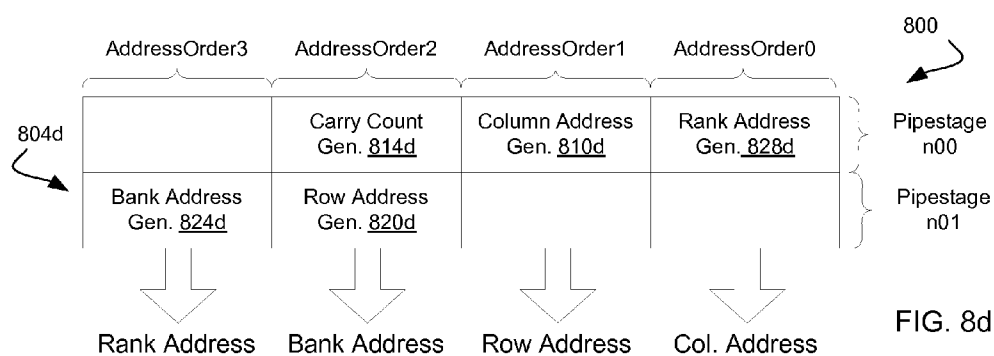 800
AddressOrder3 AddressOrder2 AddressOrder1 AddressOrder0
804d
Carry Count
Gen. 814d
Column Address
Gen. 810d
Rank Address
Gen. 828d
Pipestage
n00
Bank Address
Gen. 824d
Row Address
Gen. 820d
Pipestage
n01
Rank Address Bank Address Row Address Col. Address
FIG. 8d